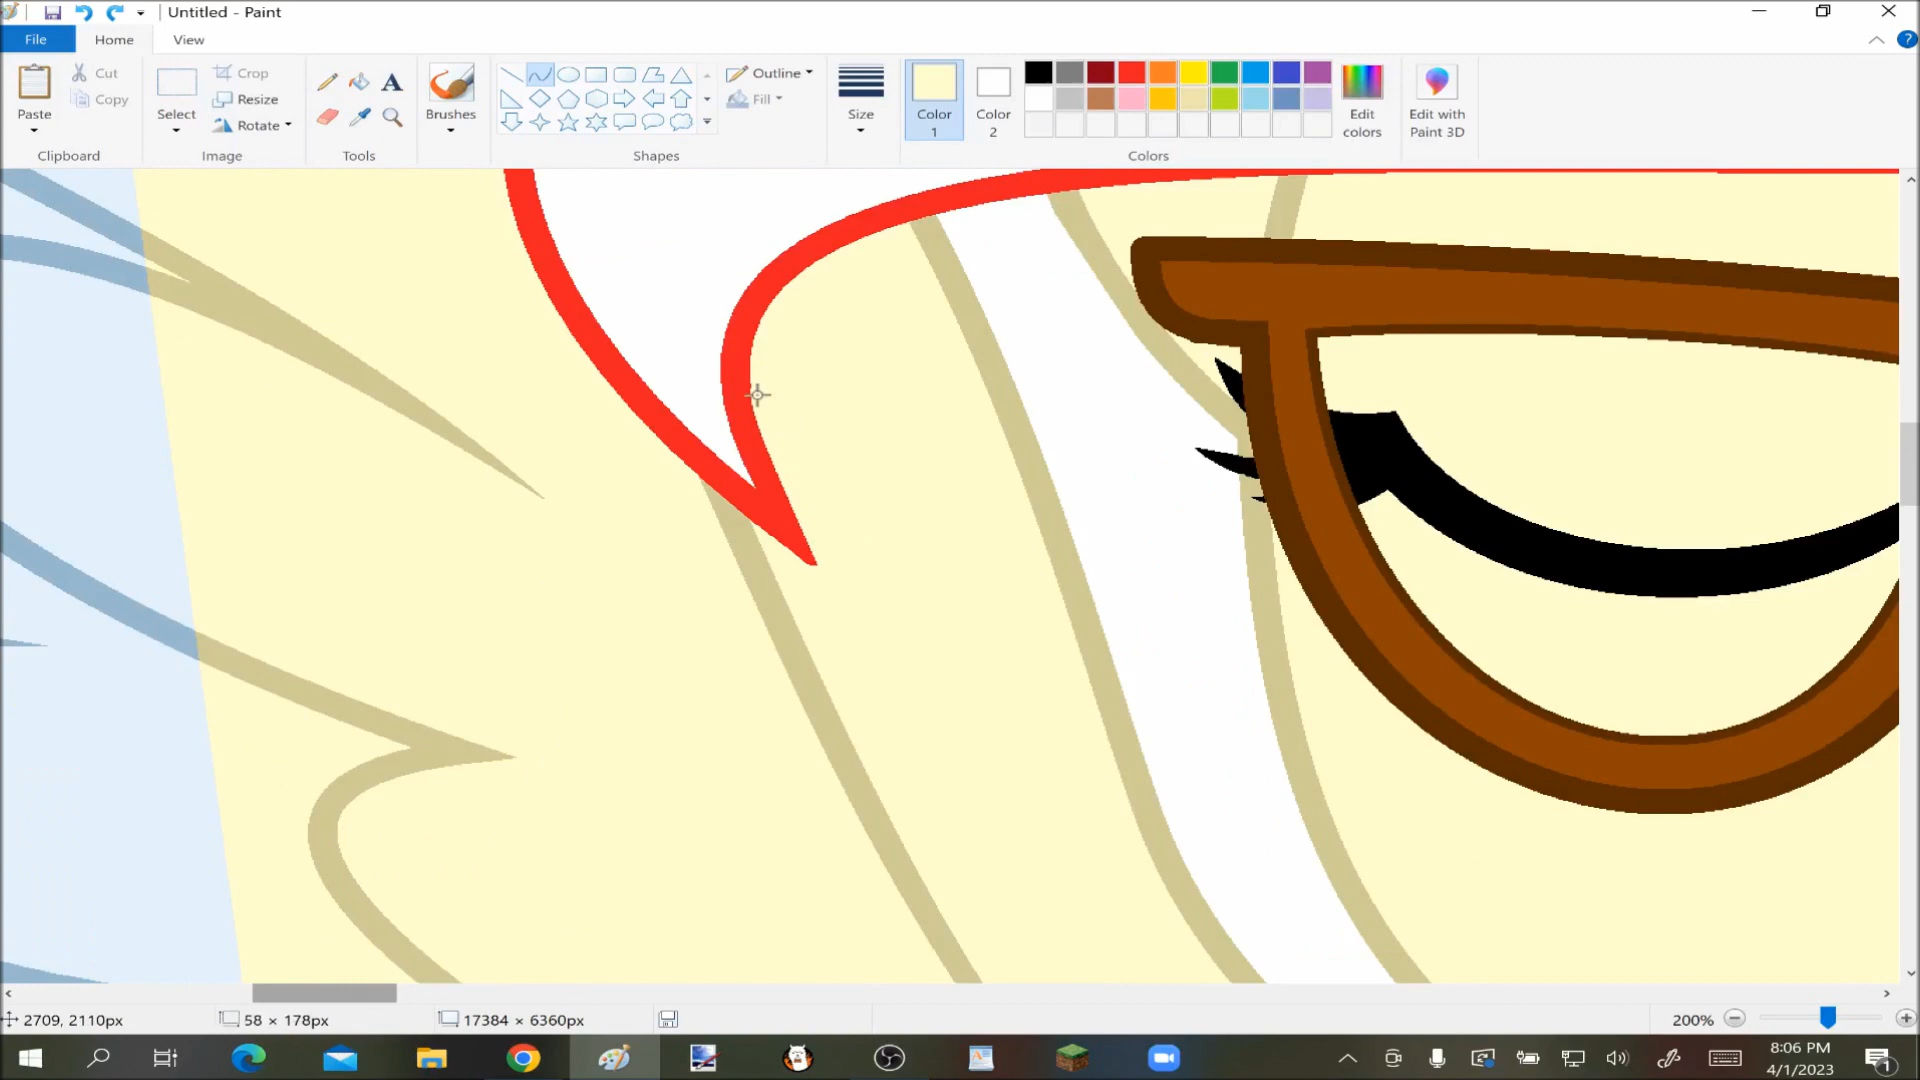 Untitled - Paint
File Home View
Paste Cut Copy Clipboard
Select Crop Resize Rotate Image
Tools
Brushes
Shapes Outline Fill
Size
Color 1 Color 2 Colors
Edit colors
Edit with Paint 3D
2709, 2110px 58 × 178px 17384 × 6360px 200%
8:06 PM
4/1/2023
1